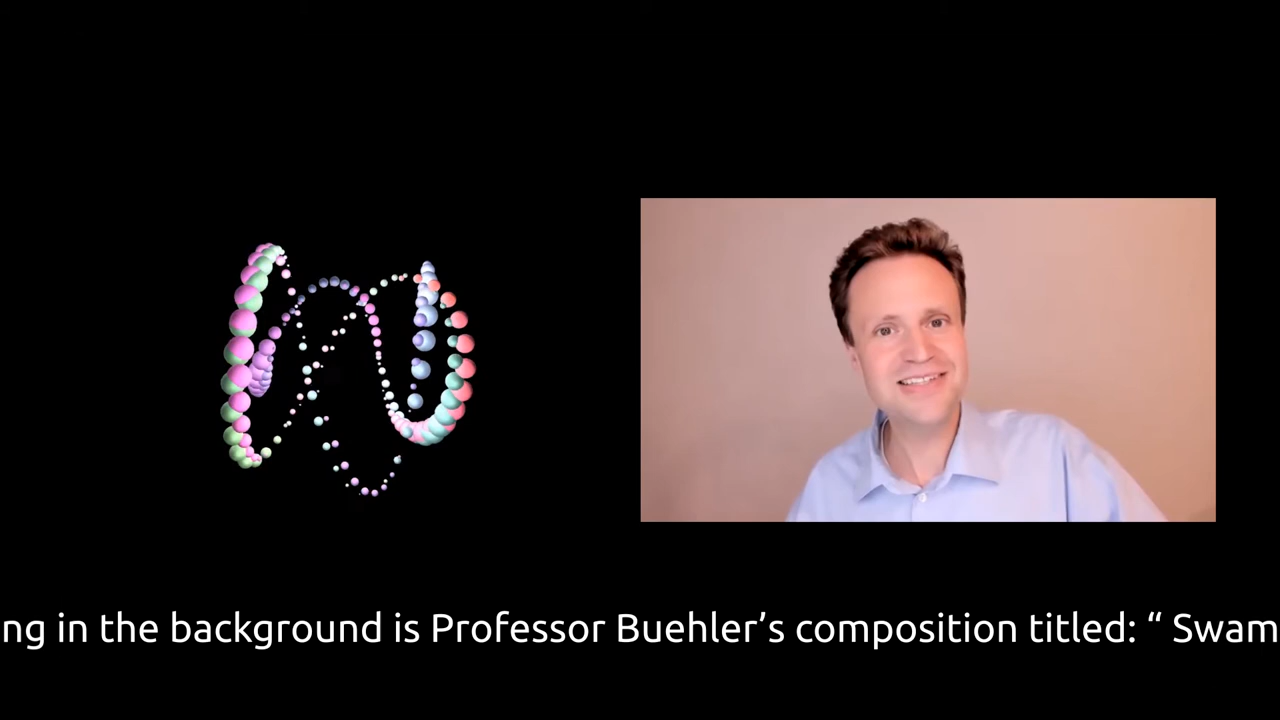 ng in the background is Professor Buehler’s composition titled: “ Swam